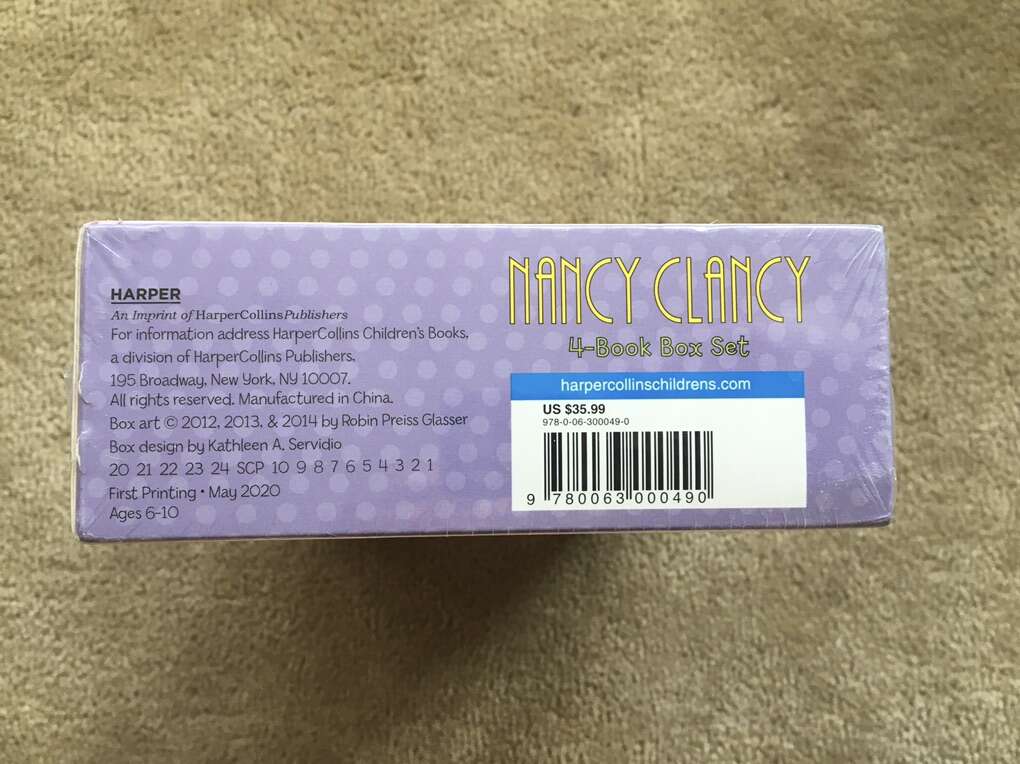 HARPER
An Imprint of HarperCollinsPublishers
For information address HarperCollins Children's Books,
a division of HarperCollins Publishers,
195 Broadway, New York, NY 10007.
All rights reserved. Manufactured in China.
Box art © 2012, 2013, & 2014 by Robin Preiss Glasser
Box design by Kathleen A. Servidio
20 21 22 23 24 SCP 10 9 8 7 6 5 4 3 2 1
First Printing • May 2020
Ages 6-10
NANCY CLANCY
4-Book Box Set
harpercollinschildrens.com
US $35.99
978-0-06-300049-0
9 780063 000490